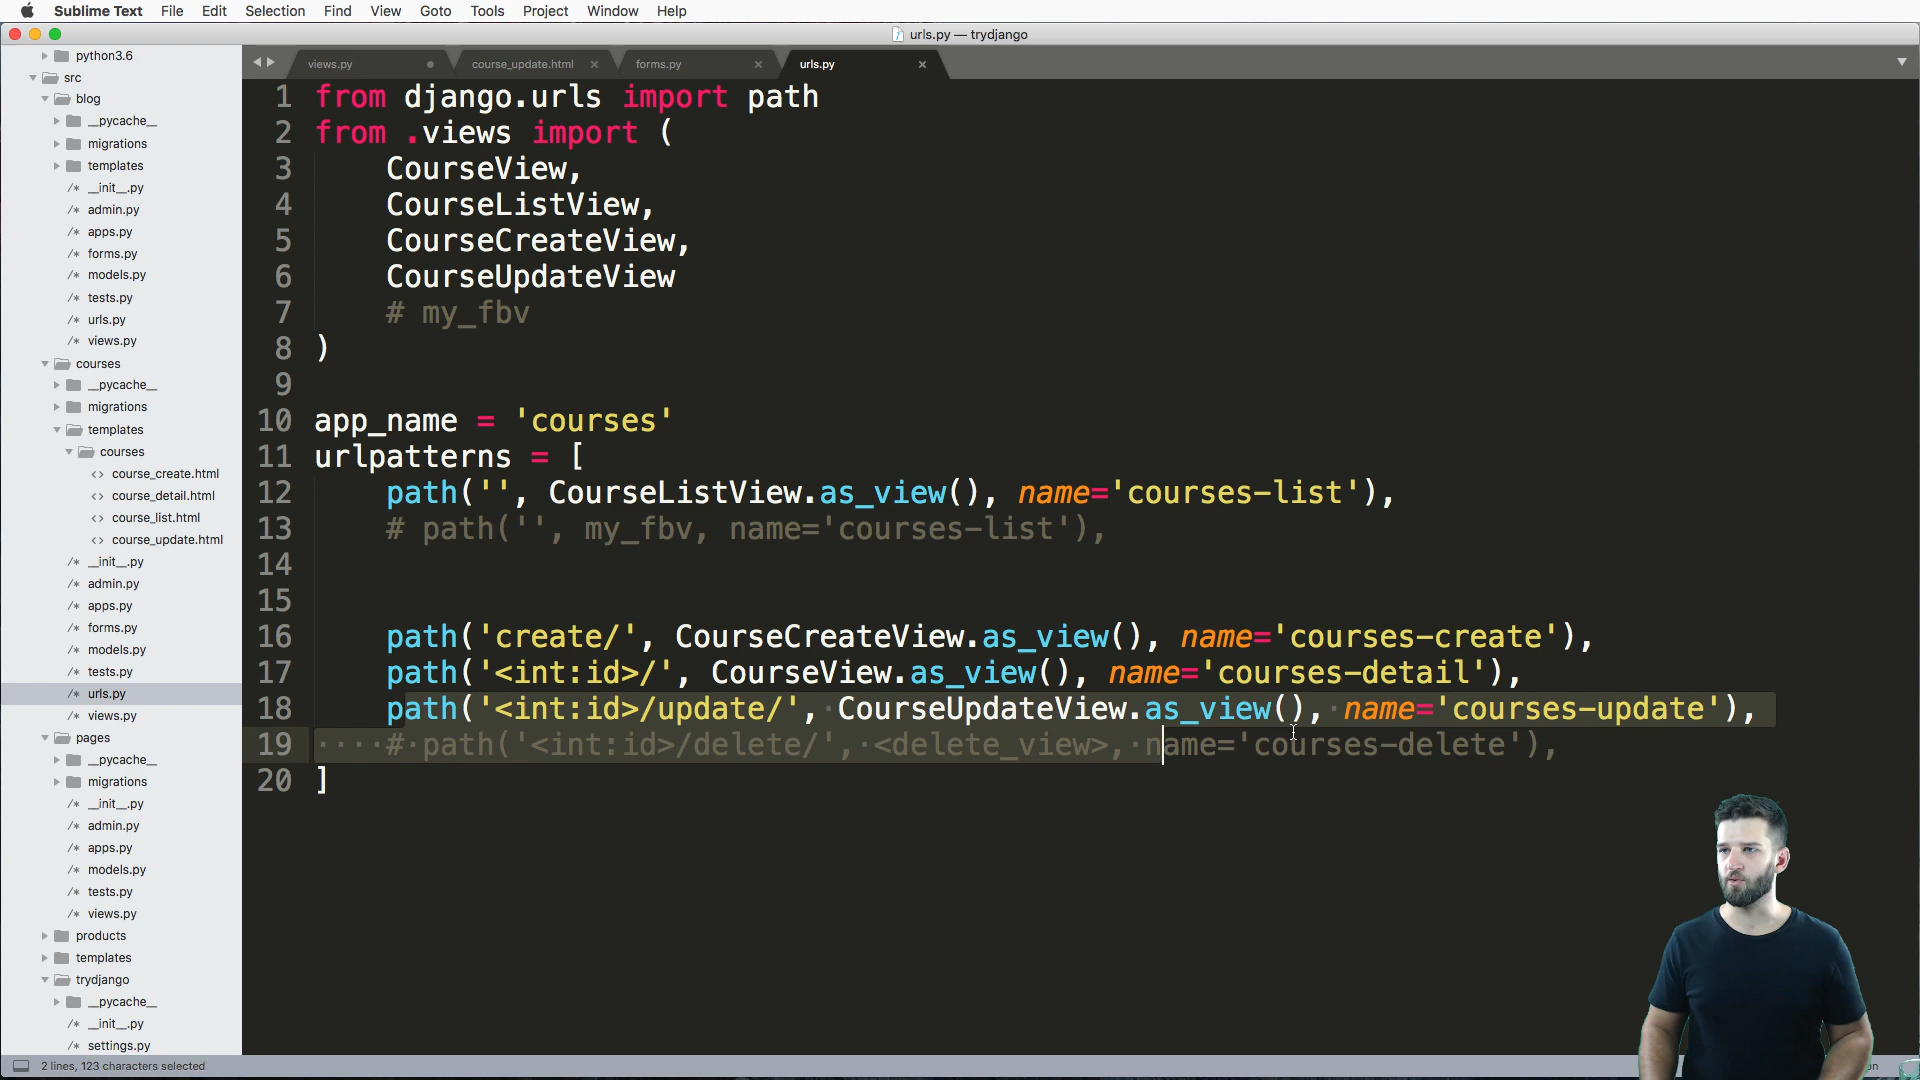 Sublime Text File Edit Selection Find View Goto Tools Project Window Help
urls.py — trydjango
python3.6
src
blog
__pycache__
migrations
templates
__init__.py
admin.py
apps.py
forms.py
models.py
tests.py
urls.py
views.py
courses
__pycache__
migrations
templates
courses
course_create.html
course_detail.html
course_list.html
course_update.html
__init__.py
admin.py
apps.py
forms.py
models.py
tests.py
urls.py
views.py
pages
__pycache__
migrations
__init__.py
admin.py
apps.py
models.py
tests.py
views.py
products
templates
trydjango
__pycache__
__init__.py
settings.py
views.py course_update.html forms.py urls.py
1 from django.urls import path
2 from .views import (
3 CourseView,
4 CourseListView,
5 CourseCreateView,
6 CourseUpdateView
7 # my_fbv
8 )
9
10 app_name = 'courses'
11 urlpatterns = [
12 path('', CourseListView.as_view(), name='courses-list'),
13 # path('', my_fbv, name='courses-list'),
14
15
16 path('create/', CourseCreateView.as_view(), name='courses-create'),
17 path('<int:id>/', CourseView.as_view(), name='courses-detail'),
18 path('<int:id>/update/', CourseUpdateView.as_view(), name='courses-update'),
19 # path('<int:id>/delete/', <delete_view>, name='courses-delete'),
20 ]
2 lines, 123 characters selected